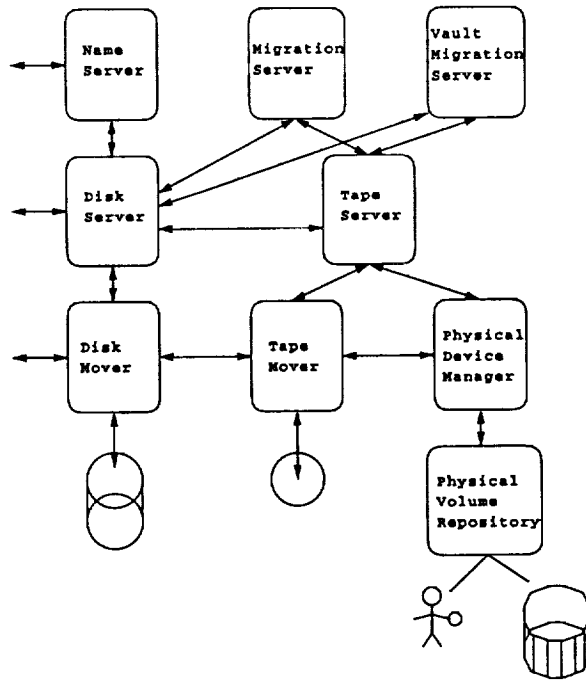 Name
Server
Migration
Server
Vault
Migration
Server
Disk
Server
Tape
Server
Disk
Mover
Tape
Mover
Physical
Device
Manager
Physical
Volume
Repository